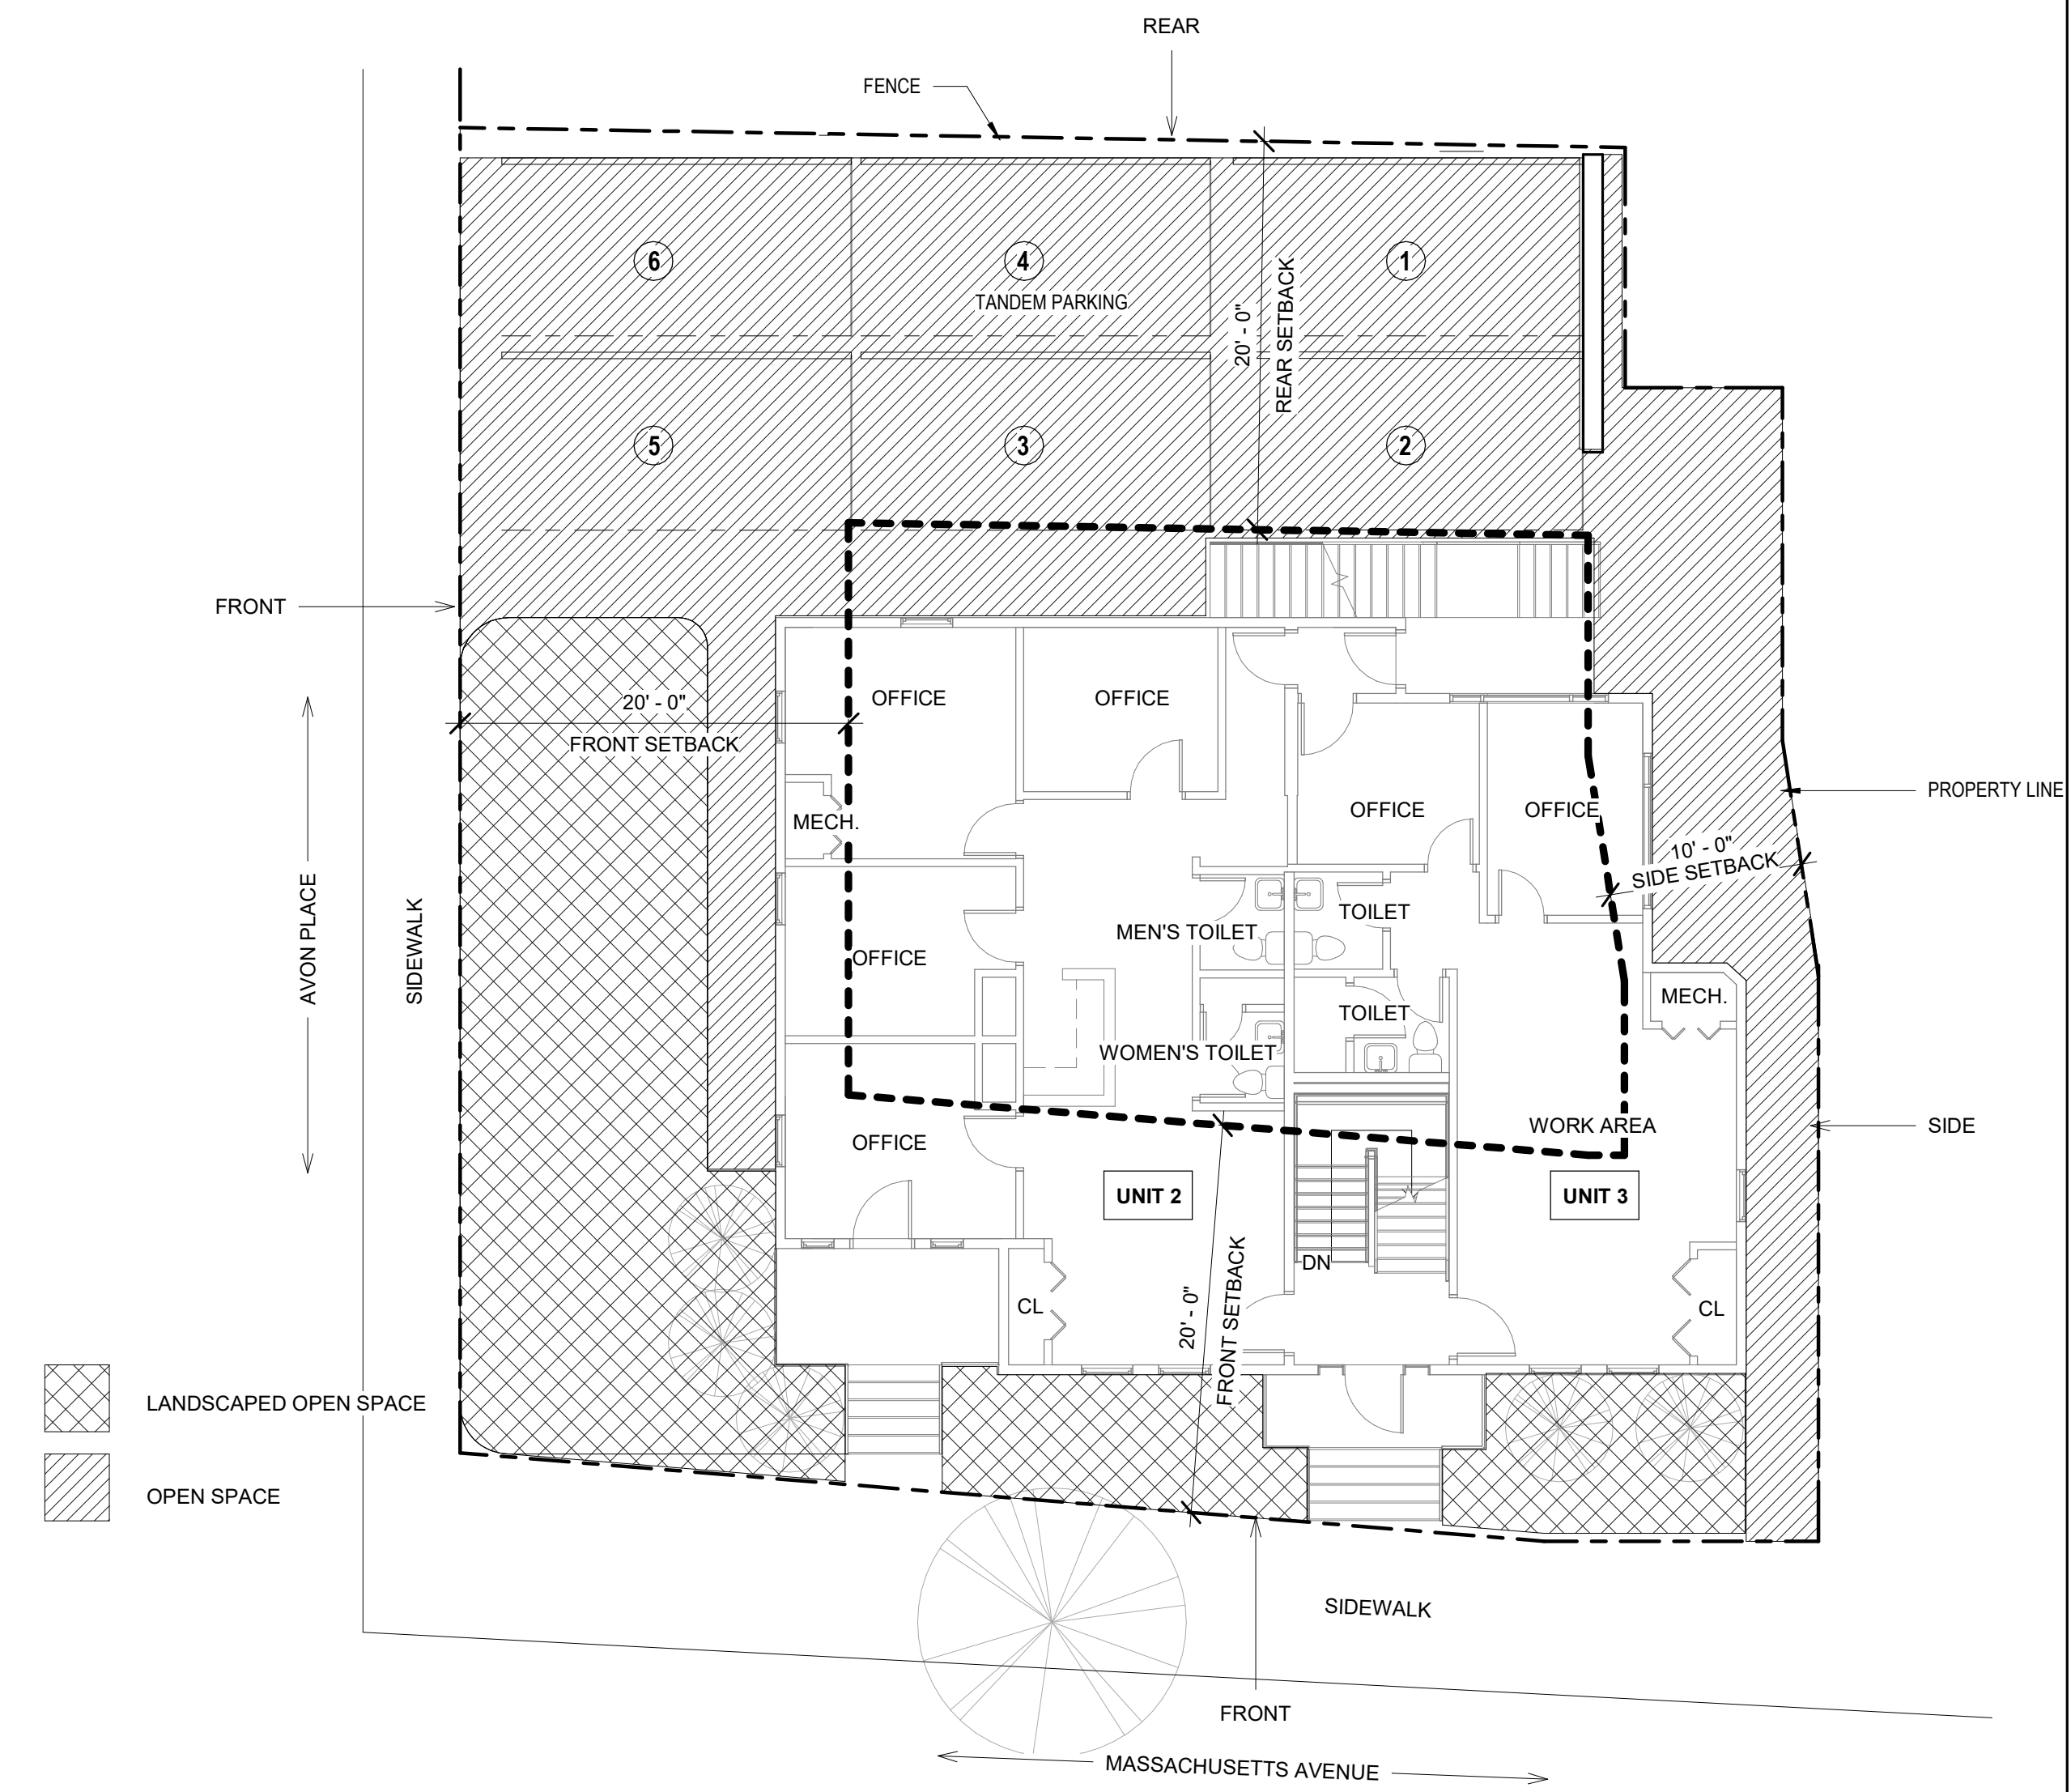 REAR
FENCE
6
4
1
TANDEM PARKING
20' - 0"
REAR SETBACK
5
3
2
FRONT
20' - 0"
FRONT SETBACK
OFFICE
OFFICE
MECH.
OFFICE
OFFICE
PROPERTY LINE
10' - 0"
SIDE SETBACK
AVON PLACE
SIDEWALK
MEN'S TOILET
TOILET
OFFICE
MECH.
TOILET
WOMEN'S TOILET
OFFICE
WORK AREA
SIDE
UNIT 2
UNIT 3
DN
20' - 0"
FRONT SETBACK
CL
CL
LANDSCAPED OPEN SPACE
OPEN SPACE
SIDEWALK
FRONT
MASSACHUSETTS AVENUE